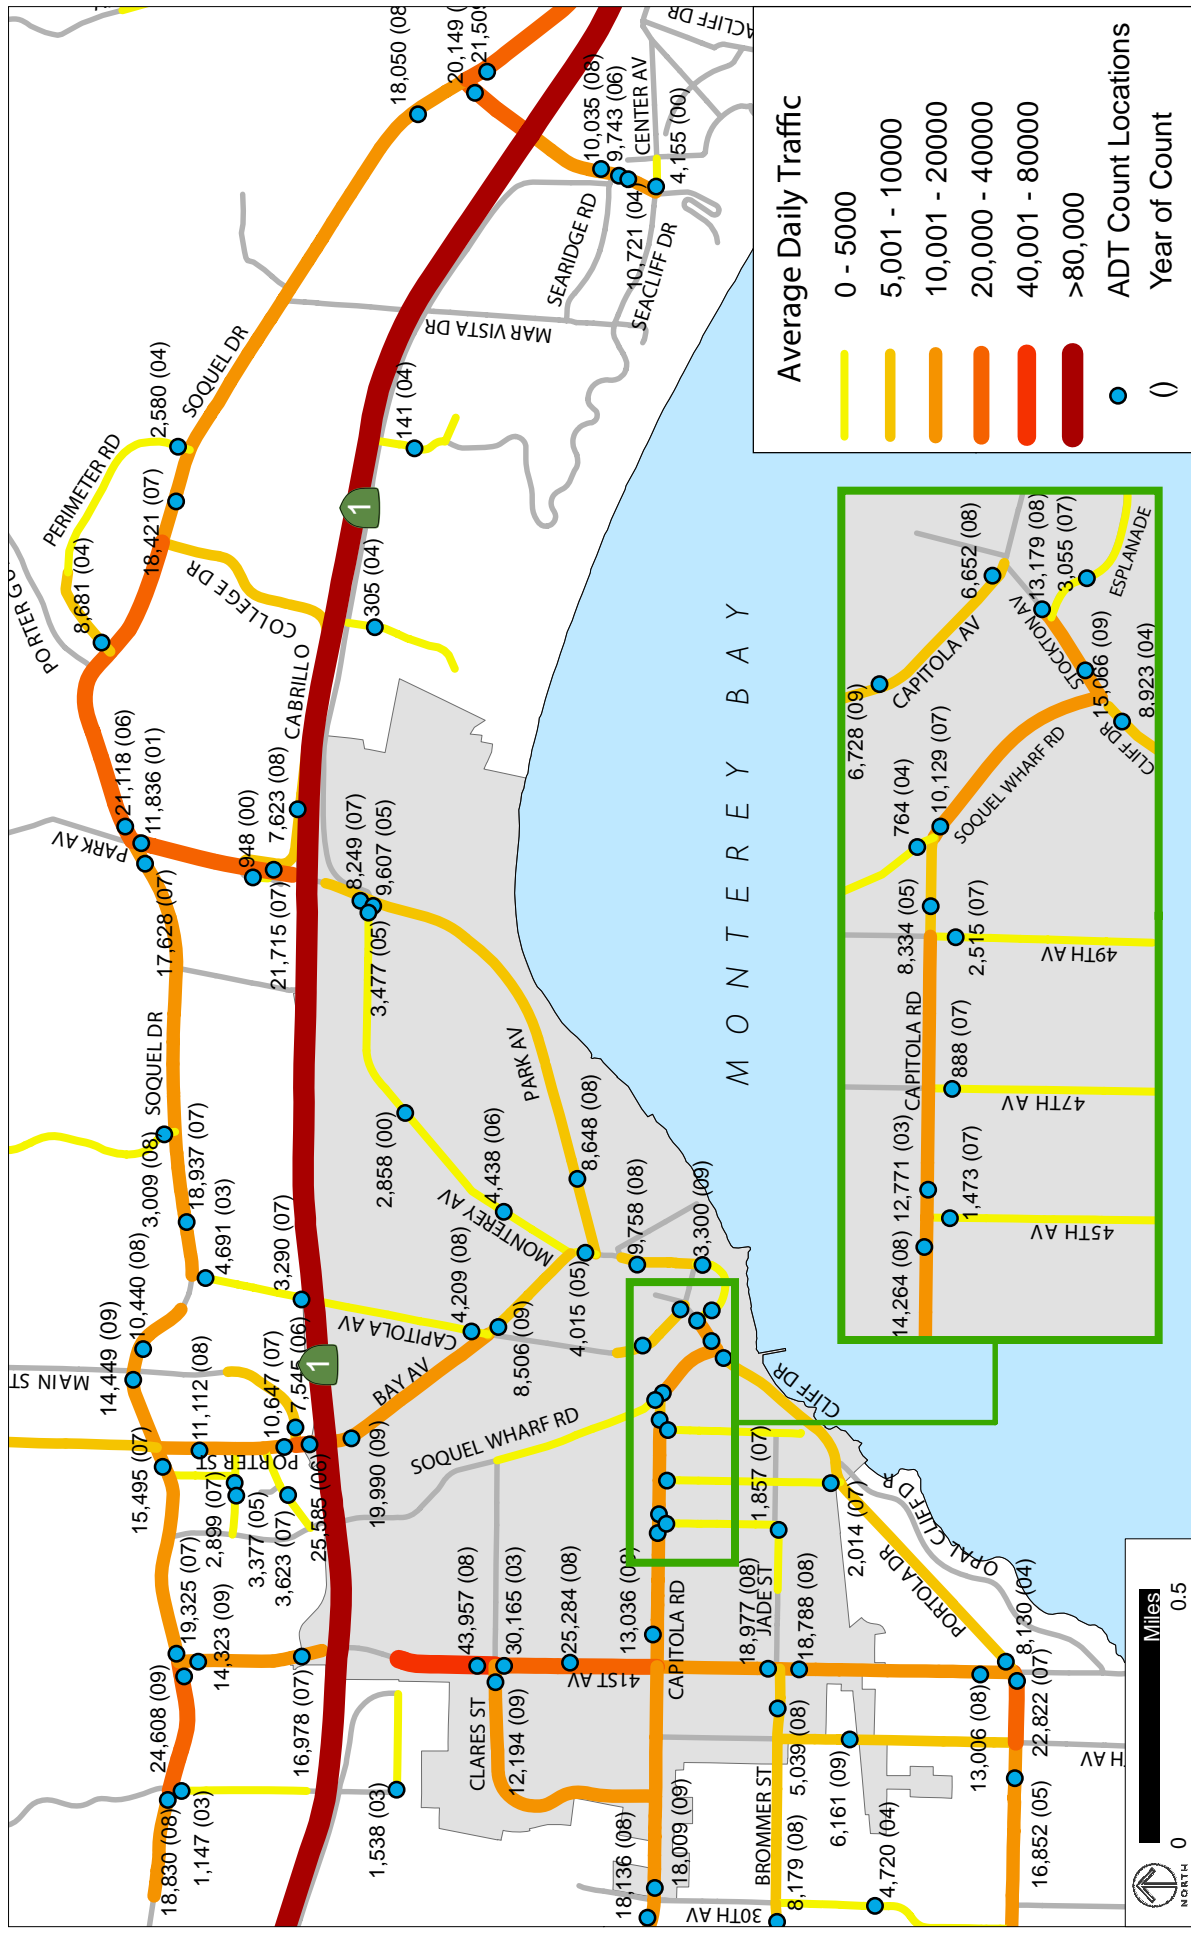 18,830 (08)
1,147 (03)
24,608 (09)
19,325 (07)
14,323 (09)
16,978 (07)
1,538 (03)
15,495 (07)
2,899 (07)
3,377 (05)
3,623 (07)
25,585 (06)
PORTER ST
14,449 (09)
MAIN ST
10,440 (08)
11,112 (08)
10,647 (07)
7,545 (06)
1
3,009 (08)
18,937 (07)
4,691 (03)
3,290 (07)
SOQUEL DR
17,628 (07)
PARK AV
21,118 (06)
11,836 (01)
948 (00)
7,623 (08)
21,715 (07)
CABRILLO
PORTER GU
8,681 (04)
PERIMETER RD
18,421 (07)
2,580 (04)
COLLEGE DR
SOQUEL DR
1
305 (04)
141 (04)
MAR VISTA DR
18,050 (08
20,149 (
21,509
10,035 (08)
9,743 (06)
CENTER AV
4,155 (00)
10,721 (04
SEARIDGE RD
SEACLIFF DR
ACLIFF DR
8,249 (07)
9,607 (05)
3,477 (05)
2,858 (00)
4,438 (06)
MONTEREY AV
PARK AV
8,648 (08)
9,758 (08)
3,300 (09)
4,015 (05)
CAPITOLA AV
4,209 (08)
8,506 (09)
BAY AV
19,990 (09)
SOQUEL WHARF RD
43,957 (08)
30,165 (03)
25,284 (08)
CLARES ST
12,194 (09)
41ST AV
13,036 (09)
CAPITOLA RD
18,136 (08)
18,009 (09)
30TH AV
BROMMER ST
8,179 (08)
5,039 (08)
6,161 (09)
4,720 (04)
18,977 (08)
JADE ST
18,788 (08)
1,857 (07)
2,014 (07)
CLIFF DR
OPAL CLIFF DR
PORTOLA DR
8,130 (04)
22,822 (07)
13,006 (08)
16,852 (05)
H AV
MONTEREY BAY
14,264 (08)
12,771 (03)
CAPITOLA RD
8,334 (05)
764 (04)
10,129 (07)
6,728 (09)
CAPITOLA AV
6,652 (08)
13,179 (08)
3,055 (07)
ESPLANADE
STOCKTON AV
15,066 (09)
8,923 (04)
CLIFF DR
SOQUEL WHARF RD
2,515 (07)
49TH AV
888 (07)
47TH AV
1,473 (07)
45TH AV
Average Daily Traffic
0 - 5000
5,001 - 10000
10,001 - 20000
20,000 - 40000
40,001 - 80000
>80,000
ADT Count Locations
() Year of Count
NORTH
Miles
0 0.5